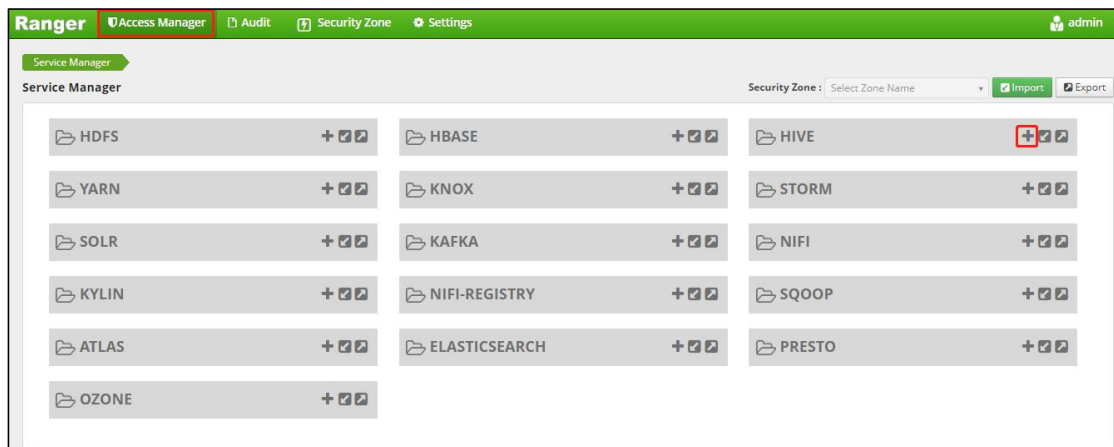 Ranger Access Manager Audit Security Zone Settings admin
Service Manager
Service Manager Security Zone : Select Zone Name Import Export
HDFS HBASE HIVE
YARN KNOX STORM
SOLR KAFKA NIFI
KYLIN NIFI-REGISTRY SQOOP
ATLAS ELASTICSEARCH PRESTO
OZONE